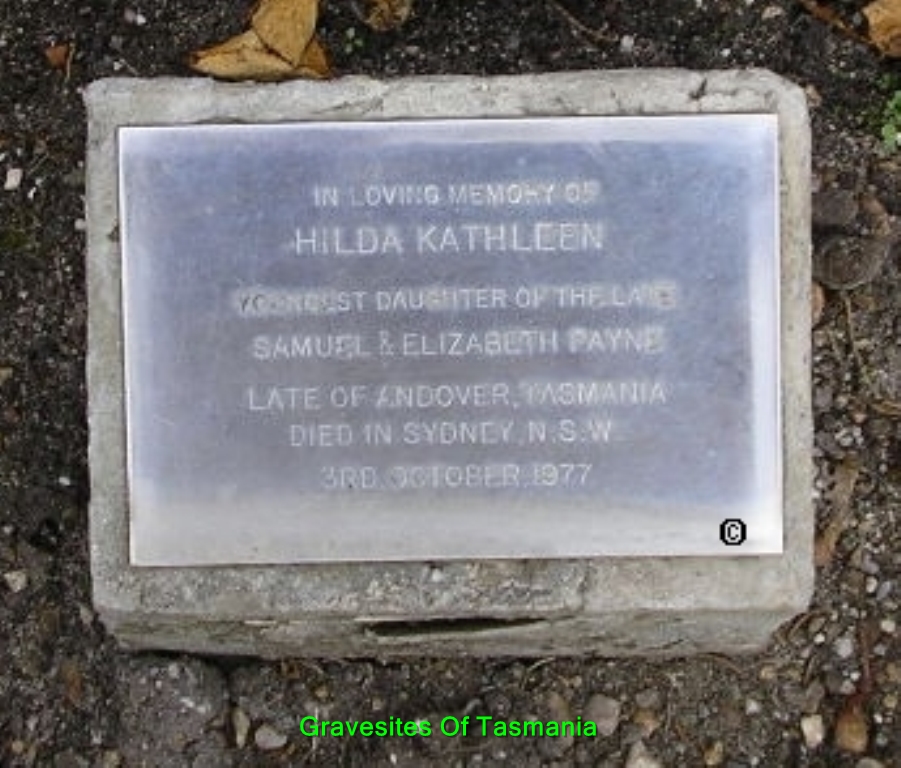 IN LOVING MEMORY OF
HILDA KATHLEEN
YOUNGEST DAUGHTER OF THE LATE
SAMUEL & ELIZABETH PAYNE
LATE OF ANDOVER, TASMANIA
DIED IN SYDNEY, N.S.W.
3RD. OCTOBER 1977
©
Gravesites Of Tasmania